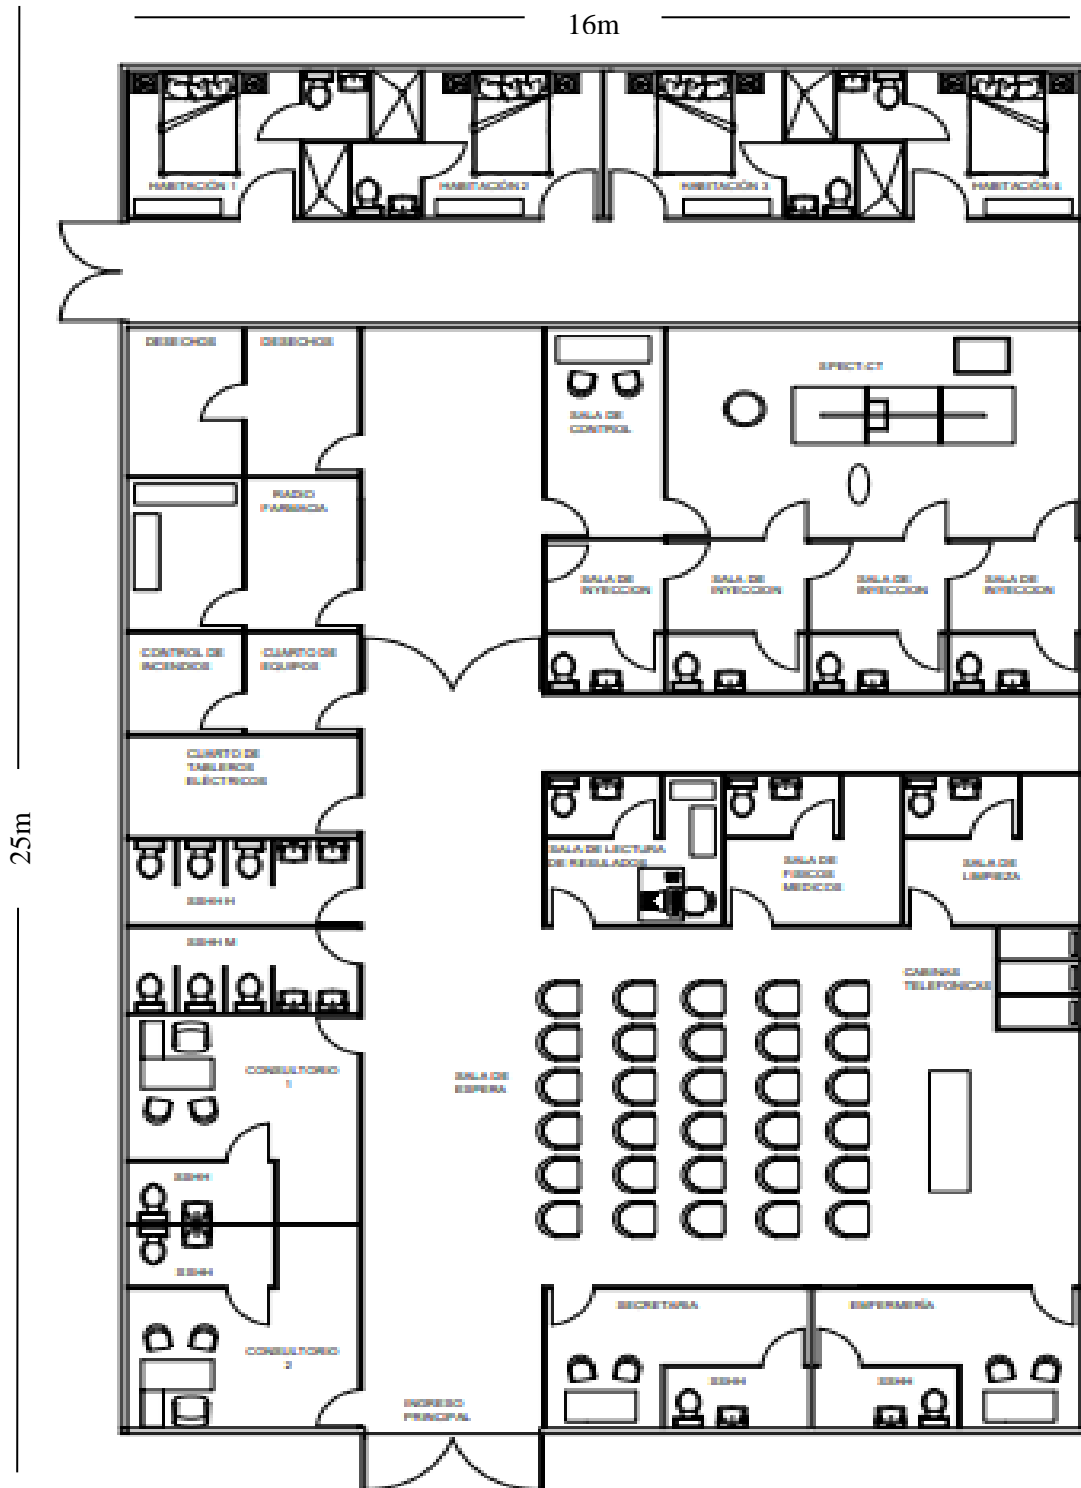 16m
HABITACIÓN 1
HABITACIÓN 2
HABITACIÓN 3
HABITACIÓN 4
DESECHOS
DESECHOS
SPECT-CT
SALA DE
CONTROL
RADIO
FARMACIA
SALA DE
INYECCION
SALA DE
INYECCION
SALA DE
INYECCION
SALA DE
INYECCION
CONTROL DE
INCENDIOS
CUARTO DE
EQUIPOS
CUARTO DE
TABLEROS
ELÉCTRICOS
25m
SALA DE LECTURA
DE RESULADOS
SALA DE
FISICOS
MEDICOS
SALA DE
LIMPIEZA
SSHH H
SSHH M
CABINAS
TELEFONICAS
CONSULTORIO
1
SALA DE
ESPERA
SSHH
SSHH
SECRETARIA
ENFERMERÍA
CONSULTORIO
2
SSHH
SSHH
INGRESO
PRINCIPAL